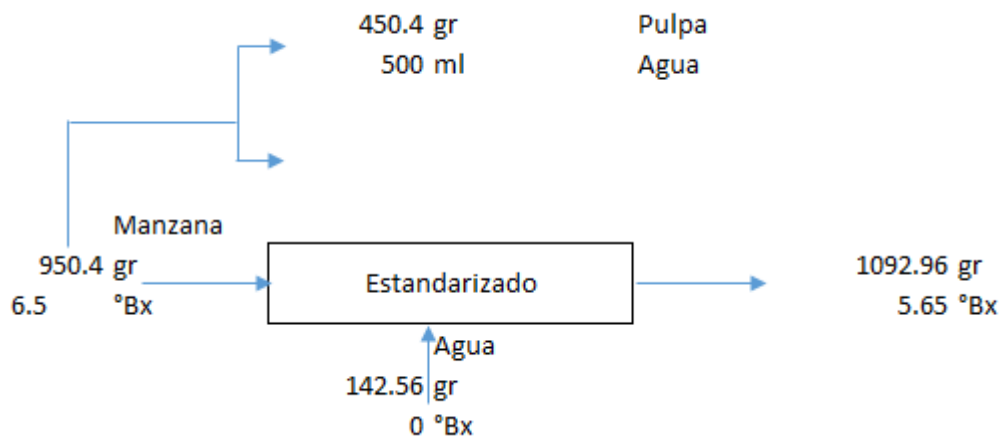 450.4 gr Pulpa
500 ml Agua
Manzana
950.4 gr
6.5 °Bx
Estandarizado
1092.96 gr
5.65 °Bx
Agua
142.56 gr
0 °Bx